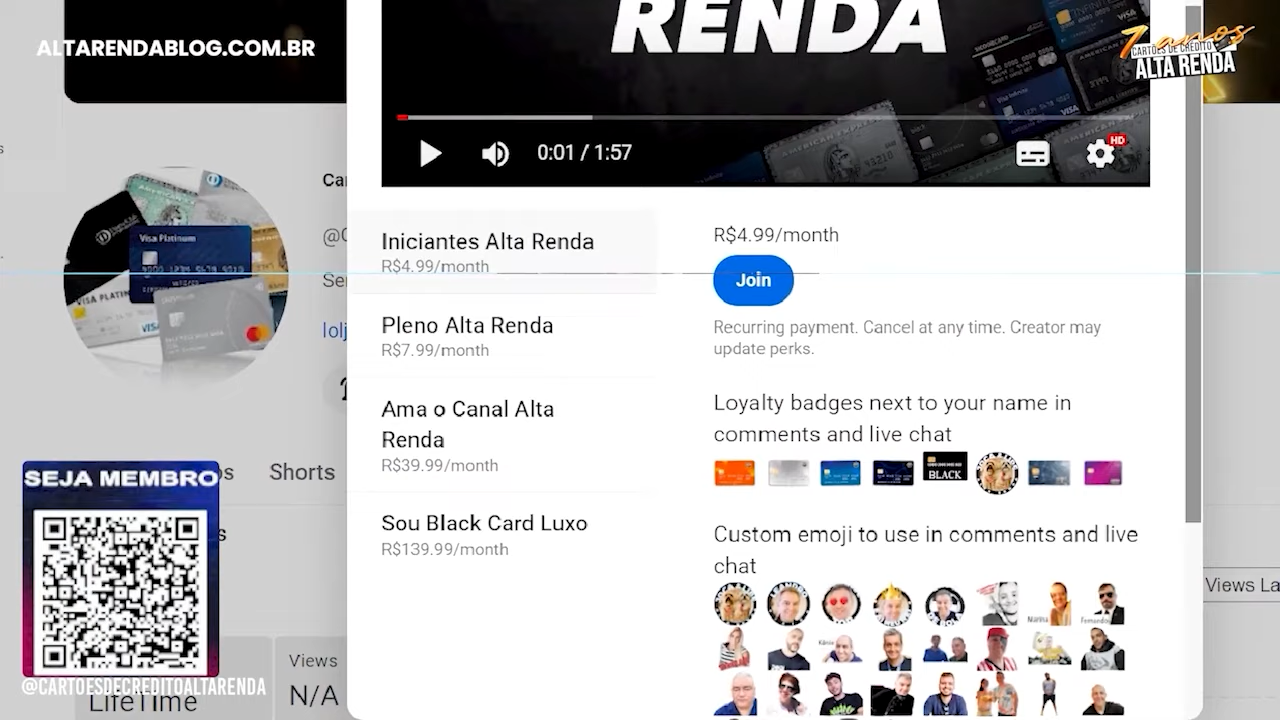 ALTARENDABLOG.COM.BR
RENDA
7 anos
CARTÕES DE CRÉDITO
ALTA RENDA
0:01 / 1:57
HD
Visa Platinum
Iniciantes Alta Renda
R$4.99/month
Pleno Alta Renda
R$7.99/month
Ama o Canal Alta
Renda
R$39.99/month
Sou Black Card Luxo
R$139.99/month
R$4.99/month
Join
Recurring payment. Cancel at any time. Creator may
update perks.
Loyalty badges next to your name in
comments and live chat
BLACK
Custom emoji to use in comments and live
chat
Marina
SEJA MEMBRO
Shorts
@CARTOESDECREDITOALTARENDA
LifeTime
Views
N/A
Views La